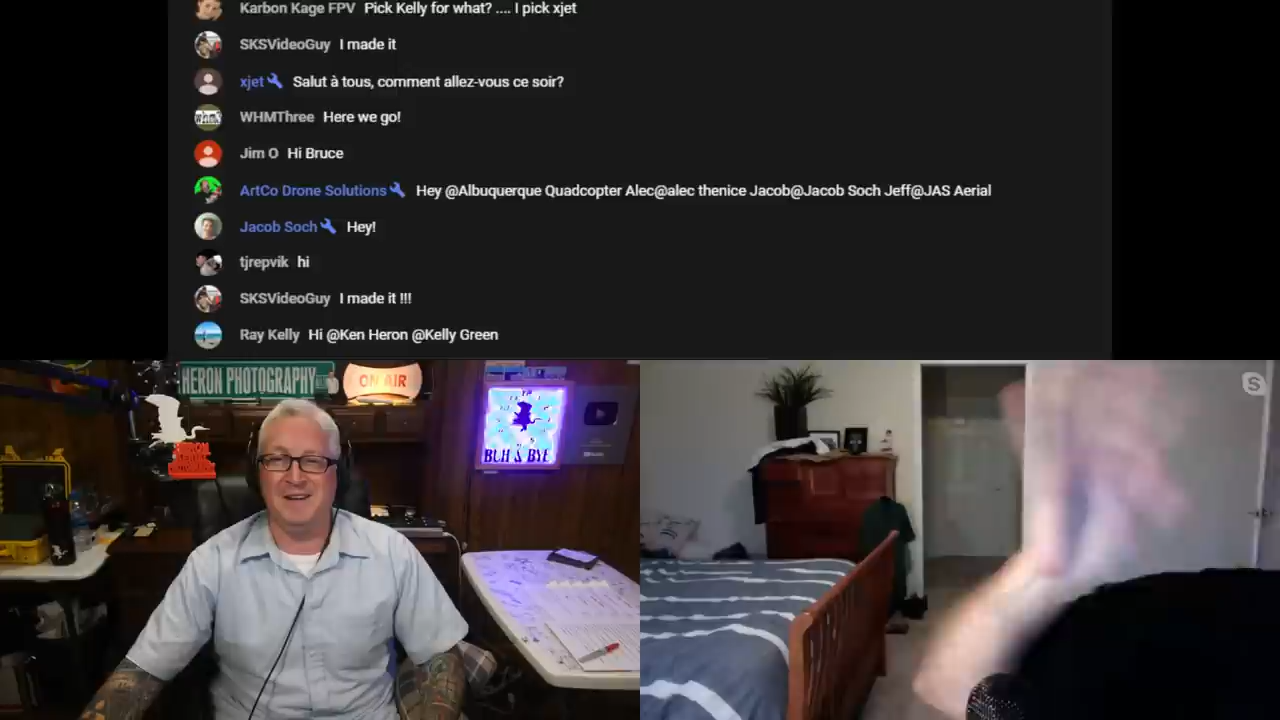 Karbon Kage FPV Pick Kelly for what? .... I pick xjet
SKSVideoGuy I made it
xjet Salut à tous, comment allez-vous ce soir?
WHMThree Here we go!
Jim O Hi Bruce
ArtCo Drone Solutions Hey @Albuquerque Quadcopter Alec@alec thenice Jacob@Jacob Soch Jeff@JAS Aerial
Jacob Soch Hey!
tjrepvik hi
SKSVideoGuy I made it !!!
Ray Kelly Hi @Ken Heron @Kelly Green
HERON PHOTOGRAPHY
ON AIR
BUH & BYE